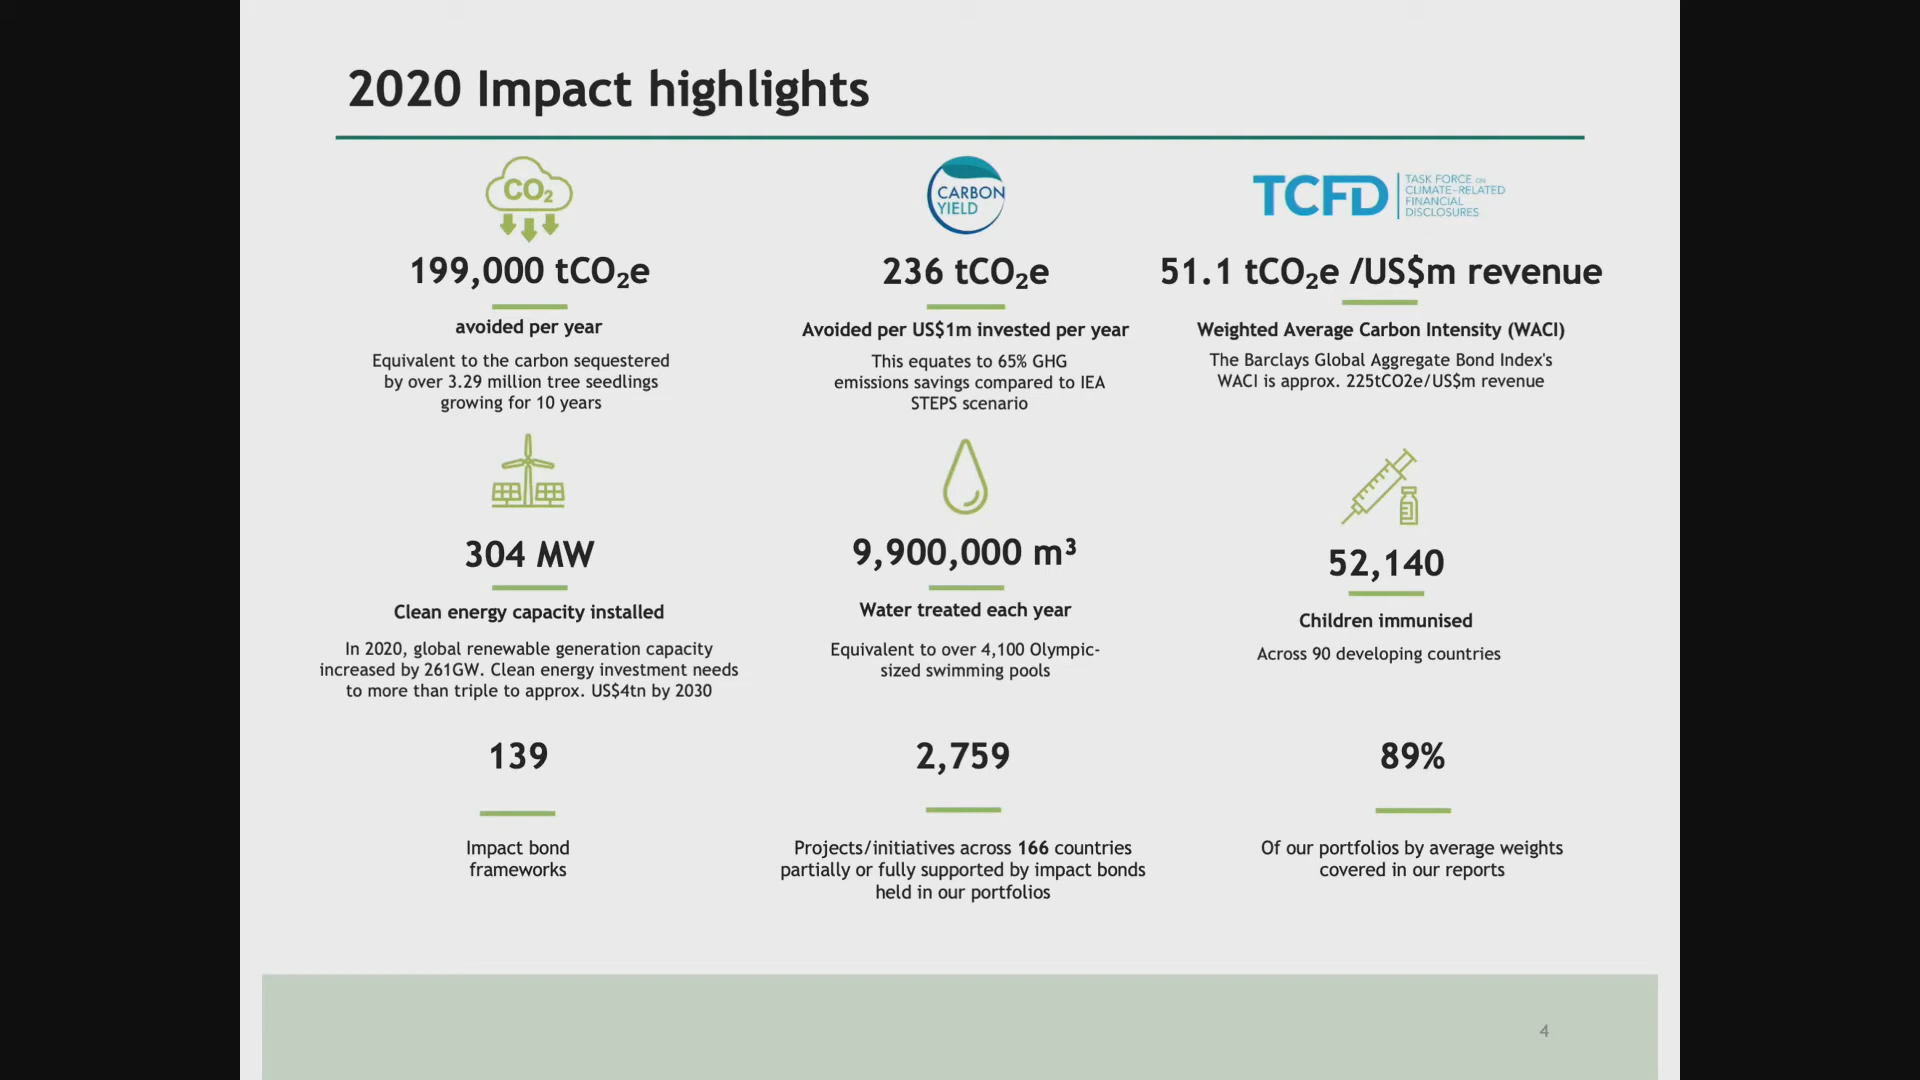 2020 Impact highlights
CO₂
199,000 tCO₂e
avoided per year
Equivalent to the carbon sequestered
by over 3.29 million tree seedlings
growing for 10 years
CARBON
YIELD
236 tCO₂e
Avoided per US$1m invested per year
This equates to 65% GHG
emissions savings compared to IEA
STEPS scenario
TCFD
TASK FORCE ON
CLIMATE-RELATED
FINANCIAL
DISCLOSURES
51.1 tCO₂e /US$m revenue
Weighted Average Carbon Intensity (WACI)
The Barclays Global Aggregate Bond Index's
WACI is approx. 225tCO2e/US$m revenue
304 MW
Clean energy capacity installed
In 2020, global renewable generation capacity
increased by 261GW. Clean energy investment needs
to more than triple to approx. US$4tn by 2030
9,900,000 m³
Water treated each year
Equivalent to over 4,100 Olympic-
sized swimming pools
52,140
Children immunised
Across 90 developing countries
139
Impact bond
frameworks
2,759
Projects/initiatives across 166 countries
partially or fully supported by impact bonds
held in our portfolios
89%
Of our portfolios by average weights
covered in our reports
4